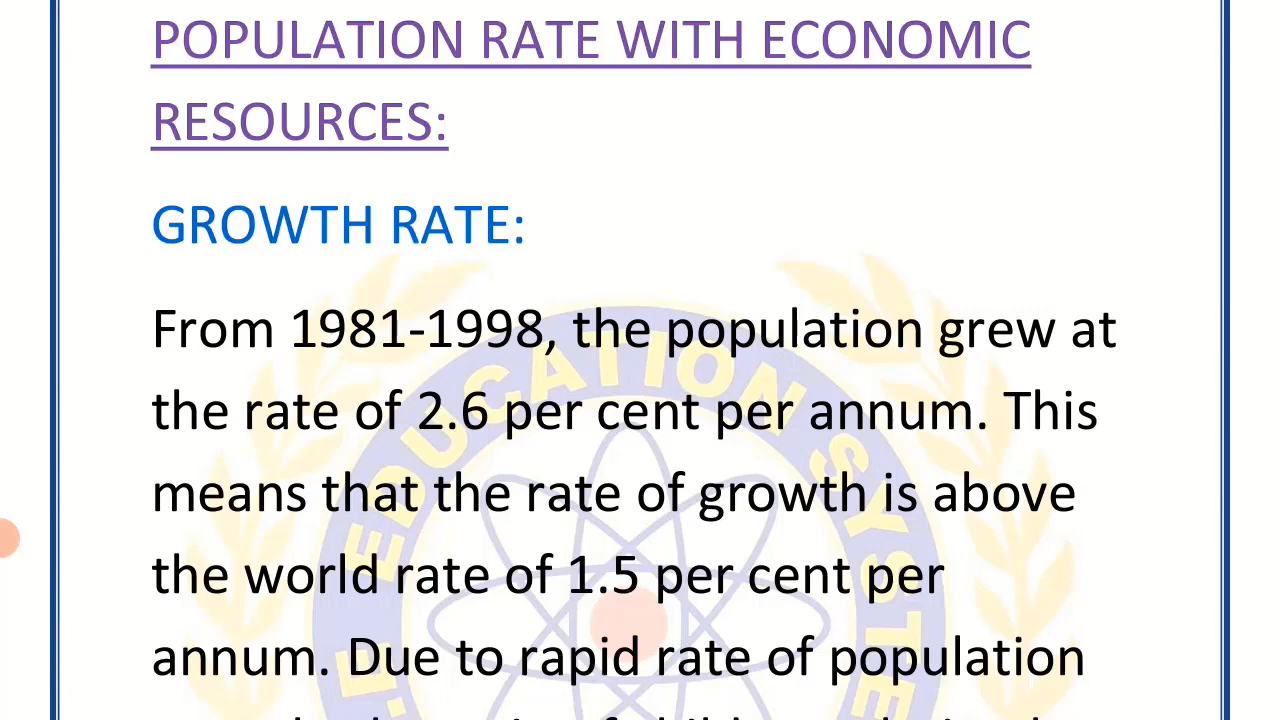 POPULATION RATE WITH ECONOMIC
RESOURCES:
GROWTH RATE:
From 1981-1998, the population grew at
the rate of 2.6 per cent per annum. This
means that the rate of growth is above
the world rate of 1.5 per cent per
annum. Due to rapid rate of population
EDUCATION SYSTE